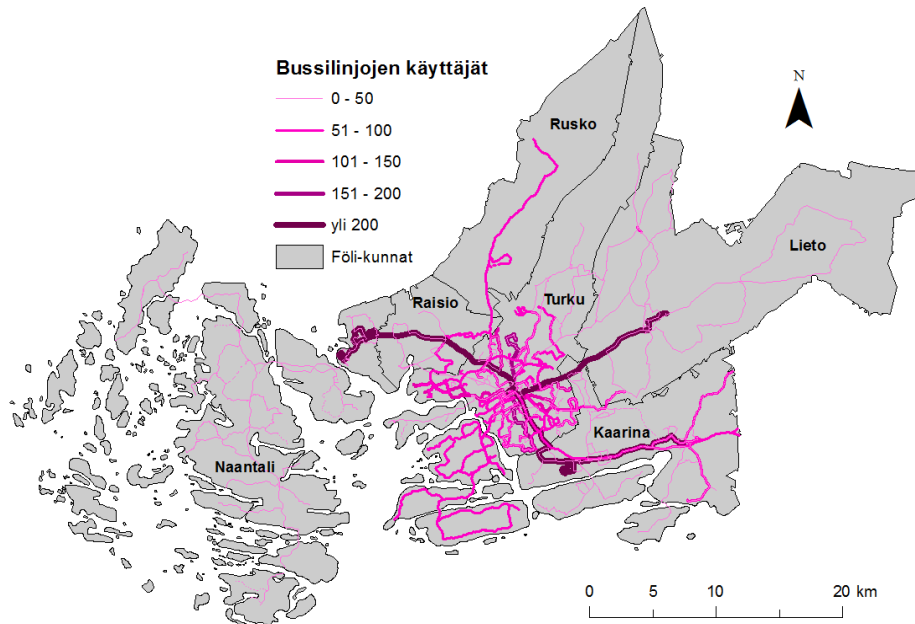 Bussilinjojen käyttäjät
0 - 50
51 - 100
101 - 150
151 - 200
yli 200
Föli-kunnat
N
Rusko
Lieto
Raisio
Turku
Kaarina
Naantali
0 5 10 20 km